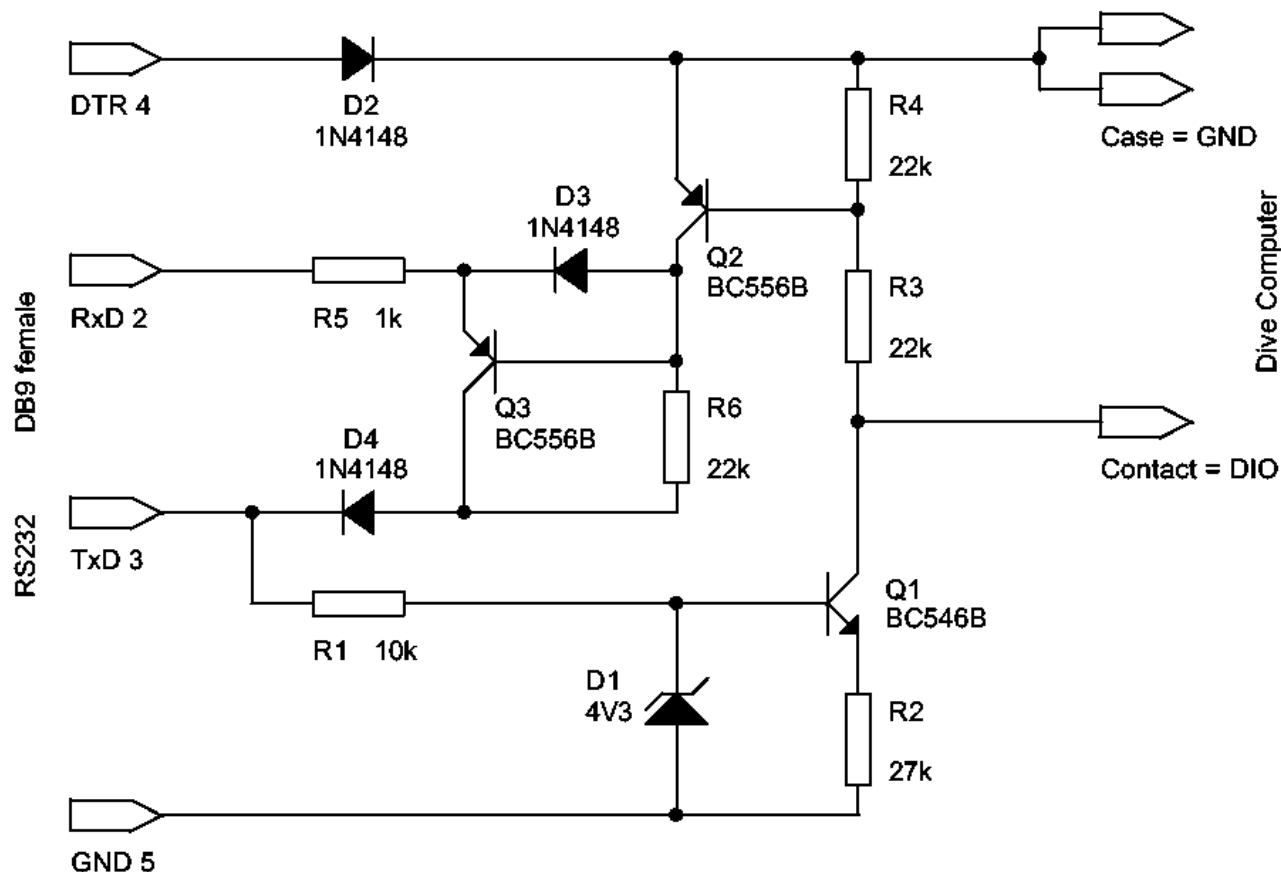 DTR 4
D2
1N4148
R4
22k
Case = GND
D3
1N4148
Q2
BC556B
RxD 2
R5 1k
R3
22k
Dive Computer
DB9 female
Q3
BC556B
R6
22k
D4
1N4148
Contact = DIO
RS232
TxD 3
Q1
BC546B
R1 10k
D1
4V3
R2
27k
GND 5